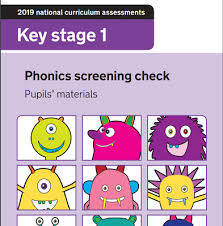 2019 national curriculum assessments
Key stage 1
Phonics screening check
Pupils' materials